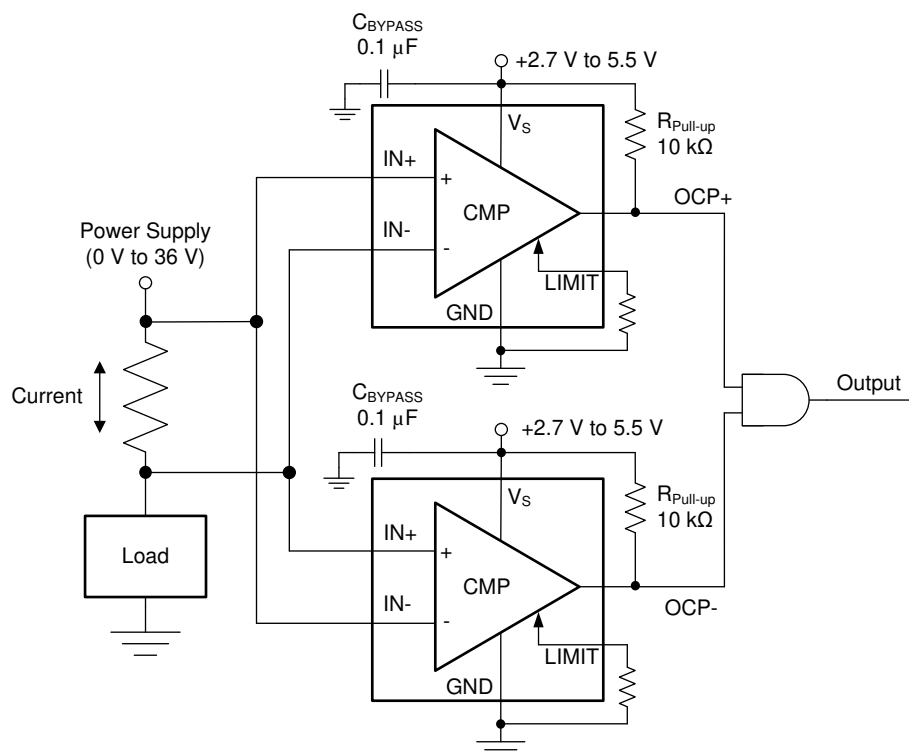 C_BYPASS
0.1 µF
+2.7 V to 5.5 V
V_S
R_Pull-up
10 kΩ
IN+
+
CMP
OCP+
IN-
-
Power Supply
(0 V to 36 V)
LIMIT
GND
Current
C_BYPASS
0.1 µF
Output
+2.7 V to 5.5 V
V_S
R_Pull-up
10 kΩ
IN+
+
Load
CMP
IN-
-
OCP-
LIMIT
GND